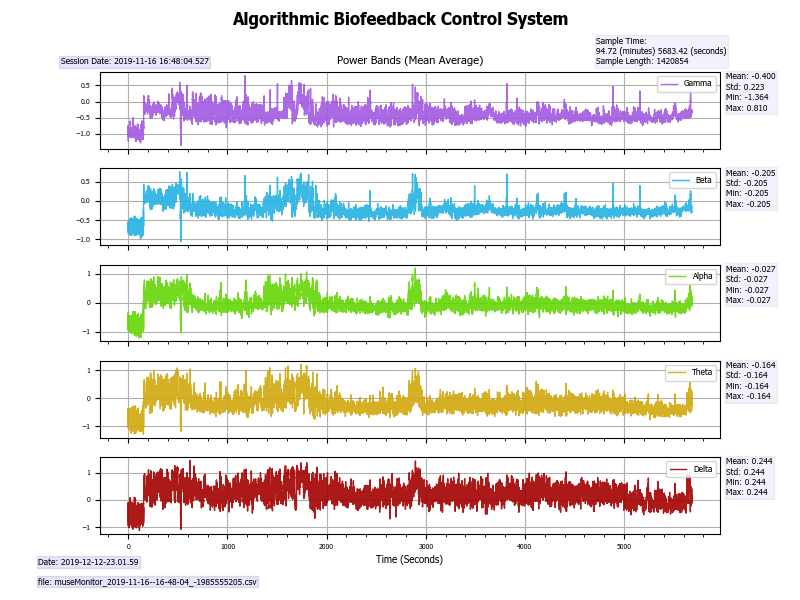 Algorithmic Biofeedback Control System
Sample Time:
94.72 (minutes) 5683.42 (seconds)
Sample Length: 1420854
Session Date: 2019-11-16 16:48:04.527
Power Bands (Mean Average)
Gamma
Mean: -0.400
Std: 0.223
Min: -1.364
Max: 0.810
0.5
0.0
−0.5
−1.0
Beta
Mean: -0.205
Std: -0.205
Min: -0.205
Max: -0.205
0.5
0.0
−0.5
−1.0
Alpha
Mean: -0.027
Std: -0.027
Min: -0.027
Max: -0.027
1
0
−1
Theta
Mean: -0.164
Std: -0.164
Min: -0.164
Max: -0.164
1
0
−1
Delta
Mean: 0.244
Std: 0.244
Min: 0.244
Max: 0.244
1
0
−1
0 1000 2000 3000 4000 5000
Time (Seconds)
Date: 2019-12-12-23.01.59
file: museMonitor_2019-11-16--16-48-04_-1985555205.csv